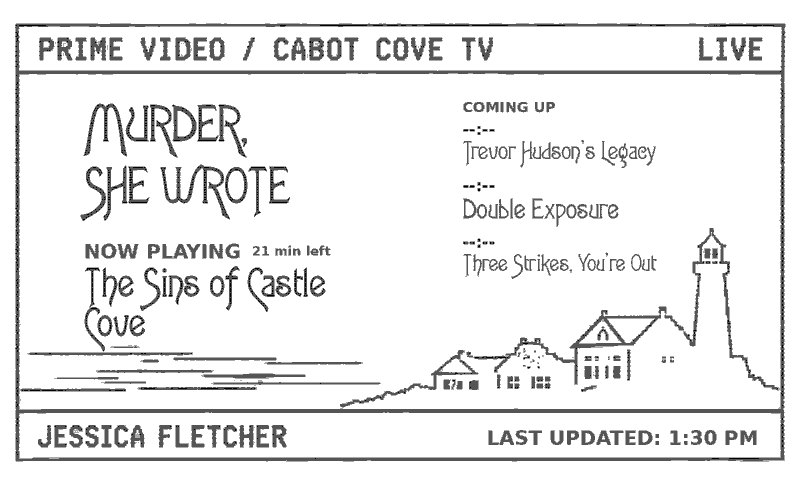 PRIME VIDEO / CABOT COVE TV
LIVE
MURDER,
SHE WROTE
NOW PLAYING 21 min left
The Sins of Castle
Cove
COMING UP
--:--
Trevor Hudson's Legacy
--:--
Double Exposure
--:--
Three Strikes, You're Out
JESSICA FLETCHER
LAST UPDATED: 1:30 PM